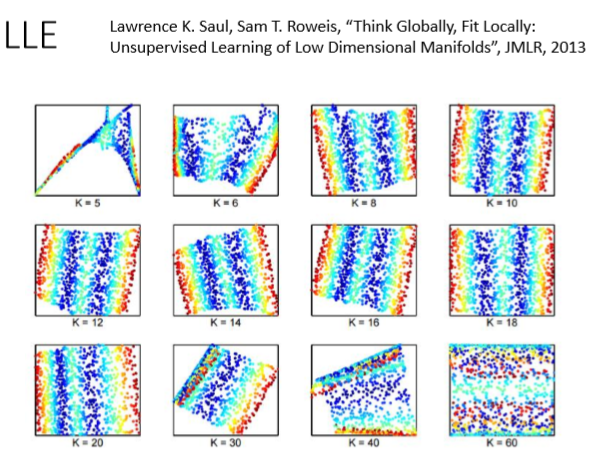 LLE
Lawrence K. Saul, Sam T. Roweis, “Think Globally, Fit Locally:
Unsupervised Learning of Low Dimensional Manifolds”, JMLR, 2013
K = 5
K = 6
K = 8
K = 10
K = 12
K = 14
K = 16
K = 18
K = 20
K = 30
K = 40
K = 60